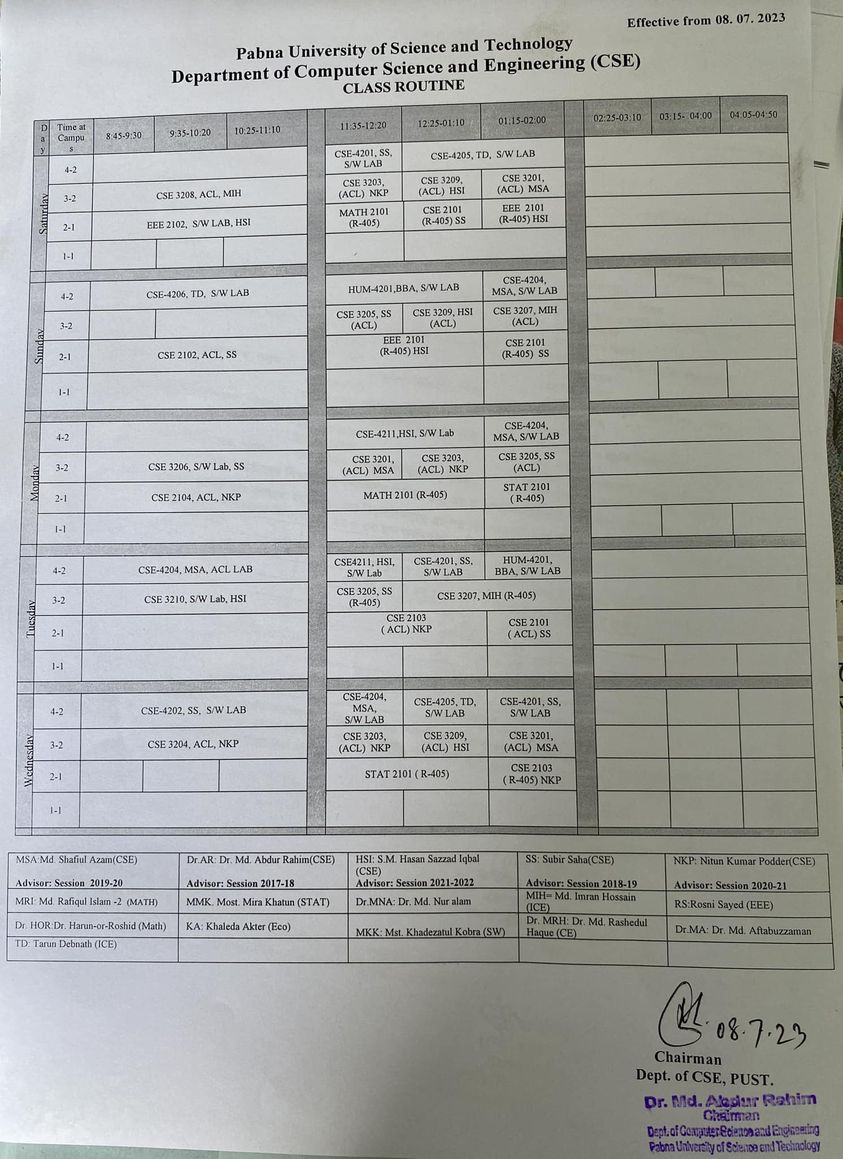 Effective from 08. 07. 2023
Pabna University of Science and Technology
Department of Computer Science and Engineering (CSE)
CLASS ROUTINE
Day Time at Campus 8:45-9:30 9:35-10:20 10:25-11:10 11:35-12:20 12:25-01:10 01:15-02:00 02:25-03:10 03:15- 04:00 04:05-04:50
Saturday
4-2 CSE-4201, SS, S/W LAB CSE-4205, TD, S/W LAB
3-2 CSE 3208, ACL, MIH CSE 3203, (ACL) NKP CSE 3209, (ACL) HSI CSE 3201, (ACL) MSA
2-1 EEE 2102, S/W LAB, HSI MATH 2101 (R-405) CSE 2101 (R-405) SS EEE 2101 (R-405) HSI
1-1
Sunday
4-2 CSE-4206, TD, S/W LAB HUM-4201,BBA, S/W LAB CSE-4204, MSA, S/W LAB
3-2 CSE 3205, SS (ACL) CSE 3209, HSI (ACL) CSE 3207, MIH (ACL)
2-1 CSE 2102, ACL, SS EEE 2101 (R-405) HSI CSE 2101 (R-405) SS
1-1
Monday
4-2 CSE-4211,HSI, S/W Lab CSE-4204, MSA, S/W LAB
3-2 CSE 3206, S/W Lab, SS CSE 3201, (ACL) MSA CSE 3203, (ACL) NKP CSE 3205, SS (ACL)
2-1 CSE 2104, ACL, NKP MATH 2101 (R-405) STAT 2101 ( R-405)
1-1
Tuesday
4-2 CSE-4204, MSA, ACL LAB CSE4211, HSI, S/W Lab CSE-4201, SS, S/W LAB HUM-4201, BBA, S/W LAB
3-2 CSE 3210, S/W Lab, HSI CSE 3205, SS (R-405) CSE 3207, MIH (R-405)
2-1 CSE 2103 ( ACL) NKP CSE 2101 ( ACL) SS
1-1
Wednesday
4-2 CSE-4202, SS, S/W LAB CSE-4204, MSA, S/W LAB CSE-4205, TD, S/W LAB CSE-4201, SS, S/W LAB
3-2 CSE 3204, ACL, NKP CSE 3203, (ACL) NKP CSE 3209, (ACL) HSI CSE 3201, (ACL) MSA
2-1 STAT 2101 ( R-405) CSE 2103 ( R-405) NKP
1-1
MSA:Md. Shafiul Azam(CSE) Dr.AR: Dr. Md. Abdur Rahim(CSE) HSI: S.M. Hasan Sazzad Iqbal (CSE) SS: Subir Saha(CSE) NKP: Nitun Kumar Podder(CSE)
Advisor: Session 2019-20 Advisor: Session 2017-18 Advisor: Session 2021-2022 Advisor: Session 2018-19 Advisor: Session 2020-21
MRI: Md. Rafiqul Islam -2 (MATH) MMK. Most. Mira Khatun (STAT) Dr.MNA: Dr. Md. Nur alam MIH= Md. Imran Hossain (ICE) RS:Rosni Sayed (EEE)
Dr. HOR:Dr. Harun-or-Roshid (Math) KA: Khaleda Akter (Eco) MKK: Mst. Khadezatul Kobra (SW) Dr. MRH: Dr. Md. Rashedul Haque (CE) Dr.MA: Dr. Md. Aftabuzzaman
TD: Tarun Debnath (ICE)
08.7.23
Chairman
Dept. of CSE, PUST.
Dr. Md. Abdur Rahim
Chairman
Dept. of Computer Science and Engineering
Pabna University of Science and Technology